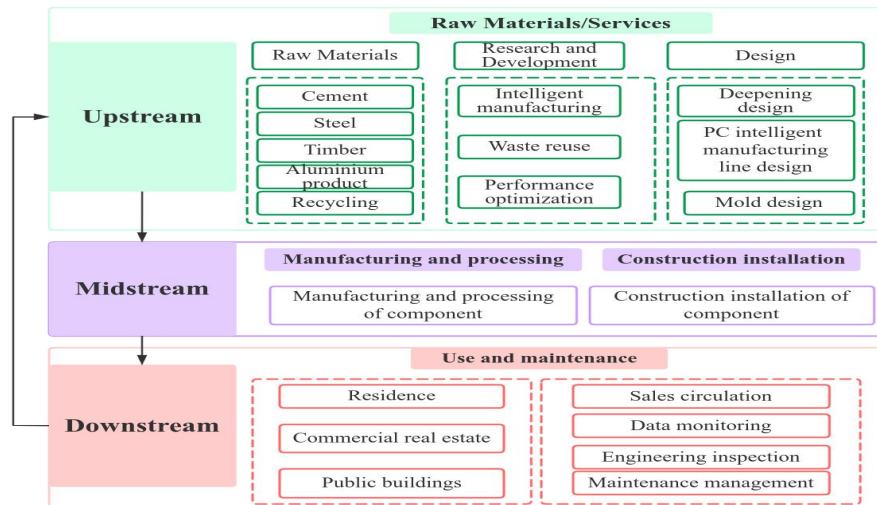 Raw Materials/Services
Upstream
Raw Materials
Cement
Steel
Timber
Aluminium
product
Recycling
Research and
Development
Intelligent
manufacturing
Waste reuse
Performance
optimization
Design
Deepening
design
PC intelligent
manufacturing
line design
Mold design
Midstream
Manufacturing and processing
Manufacturing and processing
of component
Construction installation
Construction installation of
component
Downstream
Use and maintenance
Residence
Commercial real estate
Public buildings
Sales circulation
Data monitoring
Engineering inspection
Maintenance management